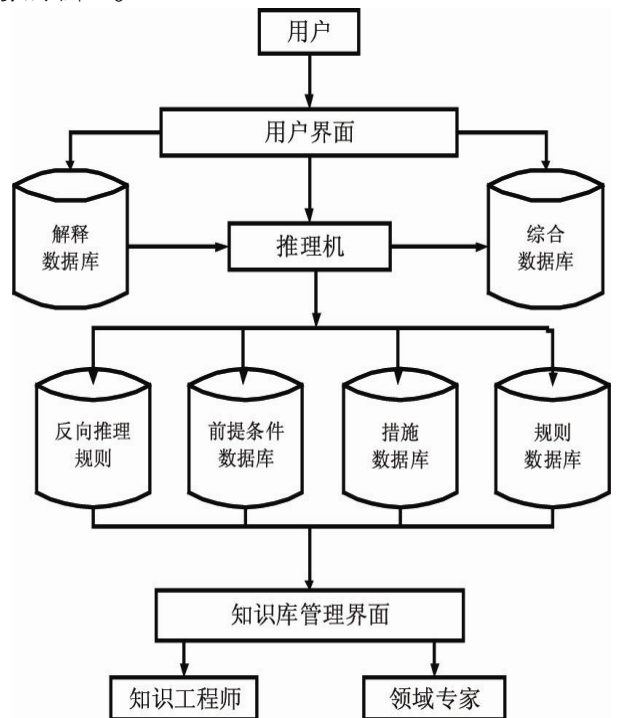 用户
用户界面
解释
数据库
推理机
综合
数据库
反向推理
规则
前提条件
数据库
措施
数据库
规则
数据库
知识库管理界面
知识工程师
领域专家